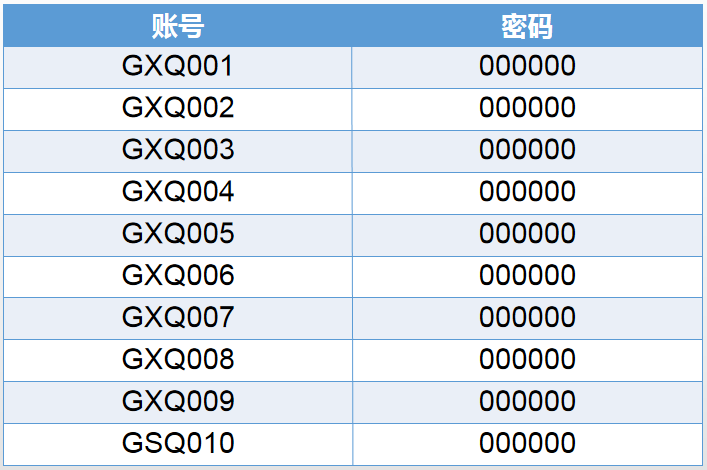 账号 密码
GXQ001 000000
GXQ002 000000
GXQ003 000000
GXQ004 000000
GXQ005 000000
GXQ006 000000
GXQ007 000000
GXQ008 000000
GXQ009 000000
GSQ010 000000